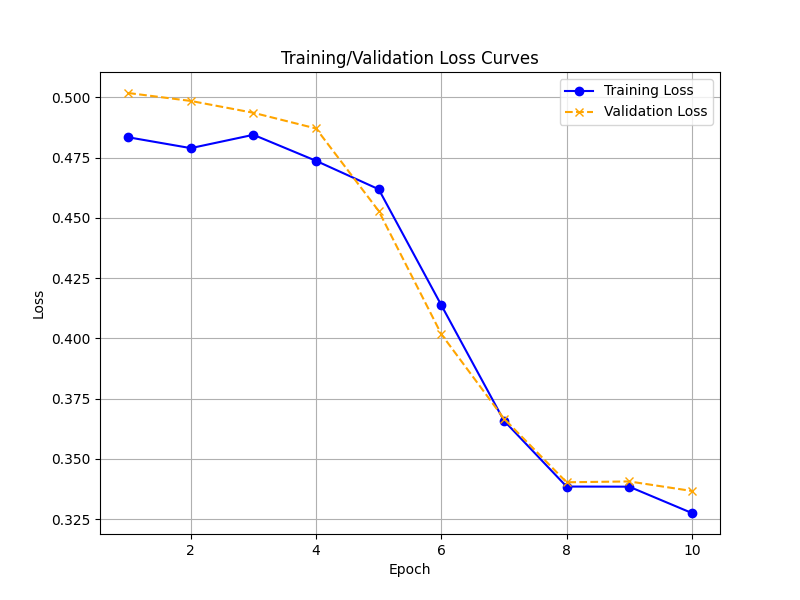 Training/Validation Loss Curves
Training Loss
Validation Loss
0.500
0.475
0.450
0.425
0.400
0.375
0.350
0.325
Loss
2 4 6 8 10
Epoch